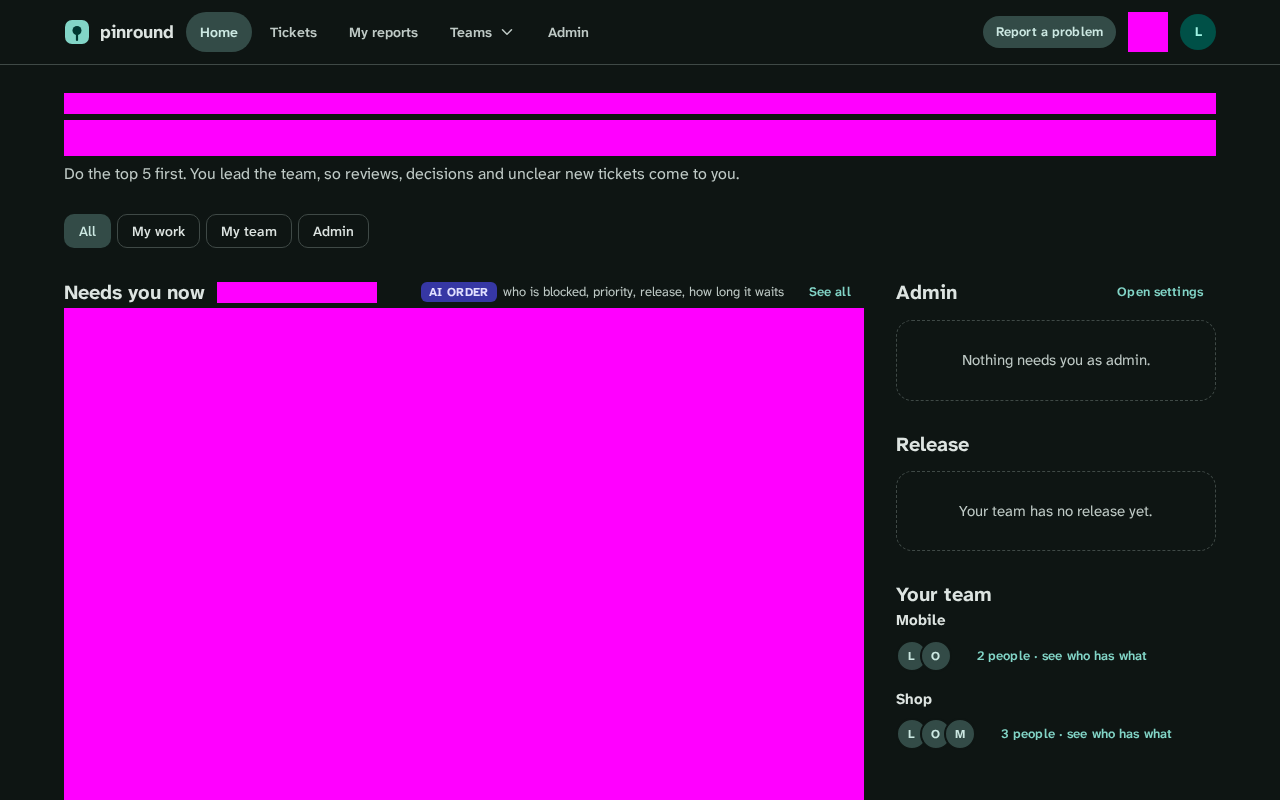 pinround Home Tickets My reports Teams Admin Report a problem L
Do the top 5 first. You lead the team, so reviews, decisions and unclear new tickets come to you.
All My work My team Admin
Needs you now AI ORDER who is blocked, priority, release, how long it waits See all
Admin Open settings
Nothing needs you as admin.
Release
Your team has no release yet.
Your team
Mobile
L O 2 people · see who has what
Shop
L O M 3 people · see who has what